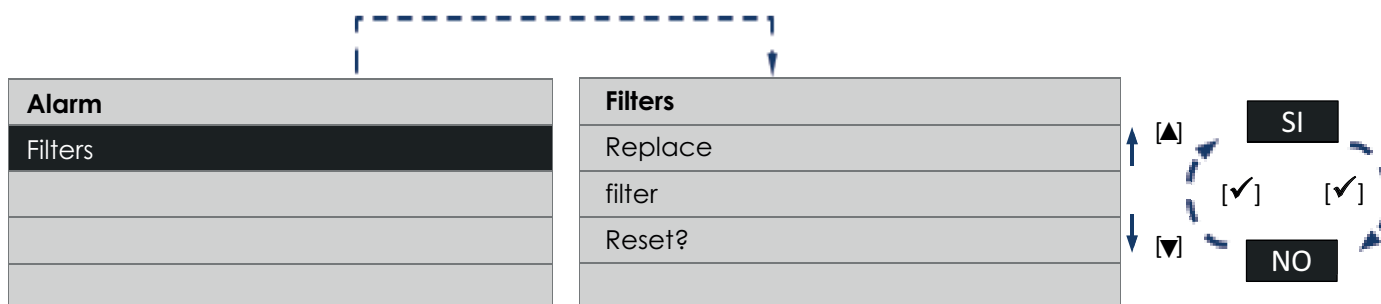 Alarm
Filters
Filters
Replace
filter
Reset?
[▲]
SI
[✓] [✓]
[▼]
NO